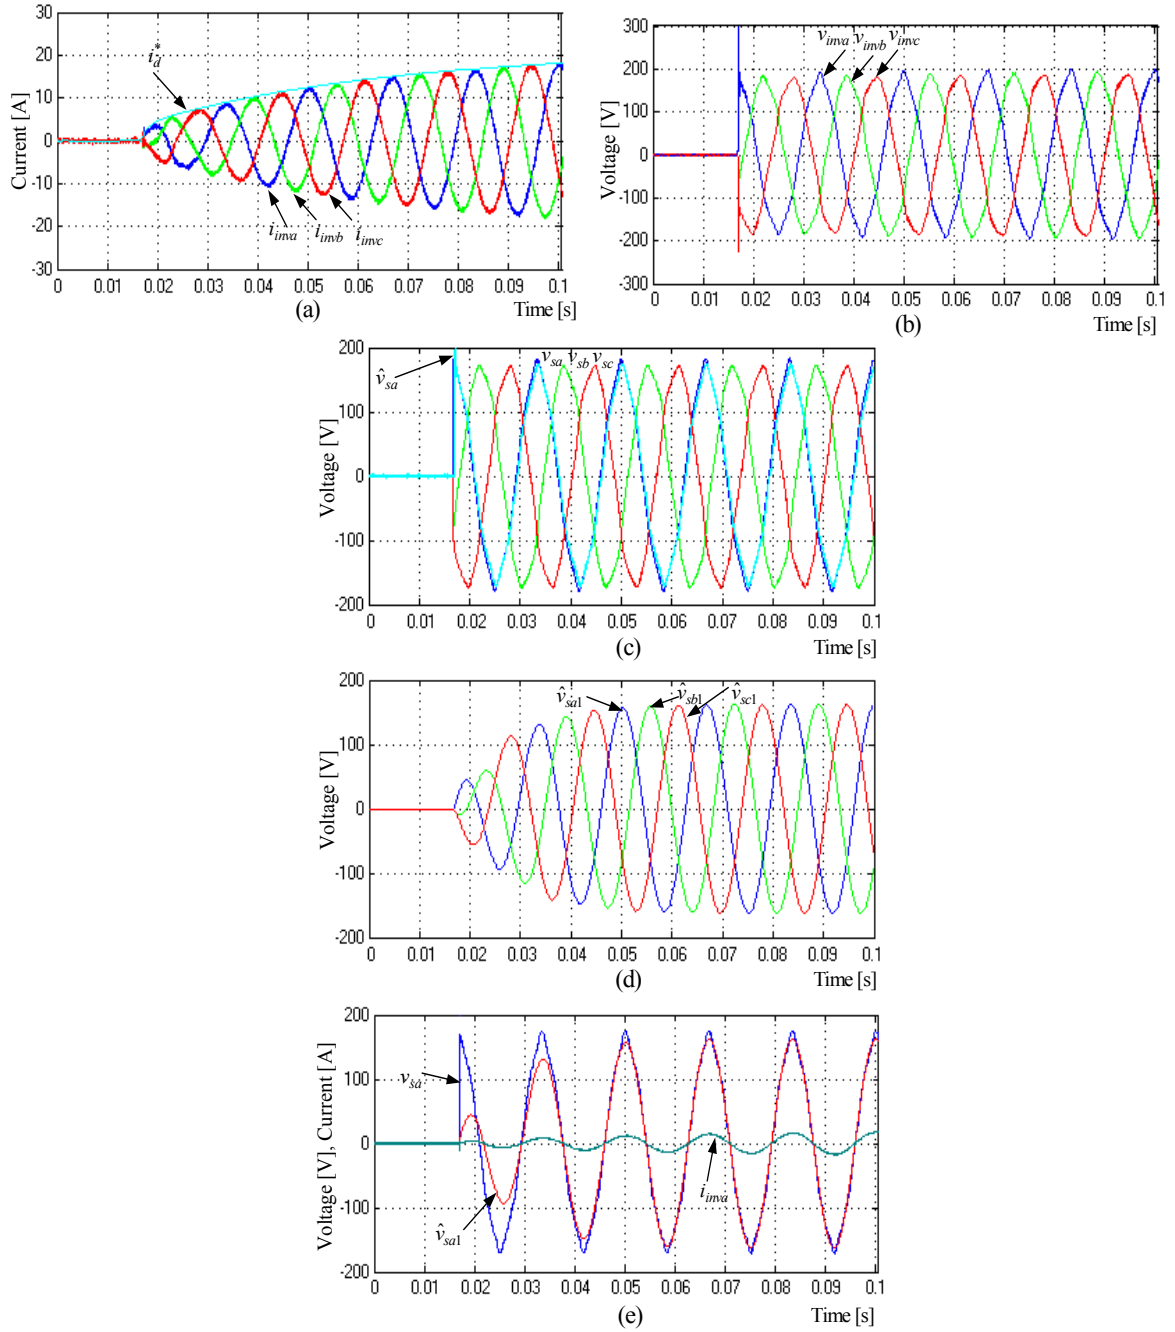 30
20
10
0
-10
-20
-30
Current [A]
i*d
iinva iinvb iinvc
0 0.01 0.02 0.03 0.04 0.05 0.06 0.07 0.08 0.09 0.1
Time [s]
(a)
300
200
100
0
-100
-200
-300
Voltage [V]
vinva vinvb vinvc
0 0.01 0.02 0.03 0.04 0.05 0.06 0.07 0.08 0.09 0.1
Time [s]
(b)
200
100
0
-100
-200
Voltage [V]
v̂sa
vsa vsb vsc
0 0.01 0.02 0.03 0.04 0.05 0.06 0.07 0.08 0.09 0.1
Time [s]
(c)
200
100
0
-100
-200
Voltage [V]
v̂sa1 v̂sb1 v̂sc1
0 0.01 0.02 0.03 0.04 0.05 0.06 0.07 0.08 0.09 0.1
Time [s]
(d)
200
100
0
-100
-200
Voltage [V], Current [A]
vsa
v̂sa1
iinva
0 0.01 0.02 0.03 0.04 0.05 0.06 0.07 0.08 0.09 0.1
Time [s]
(e)